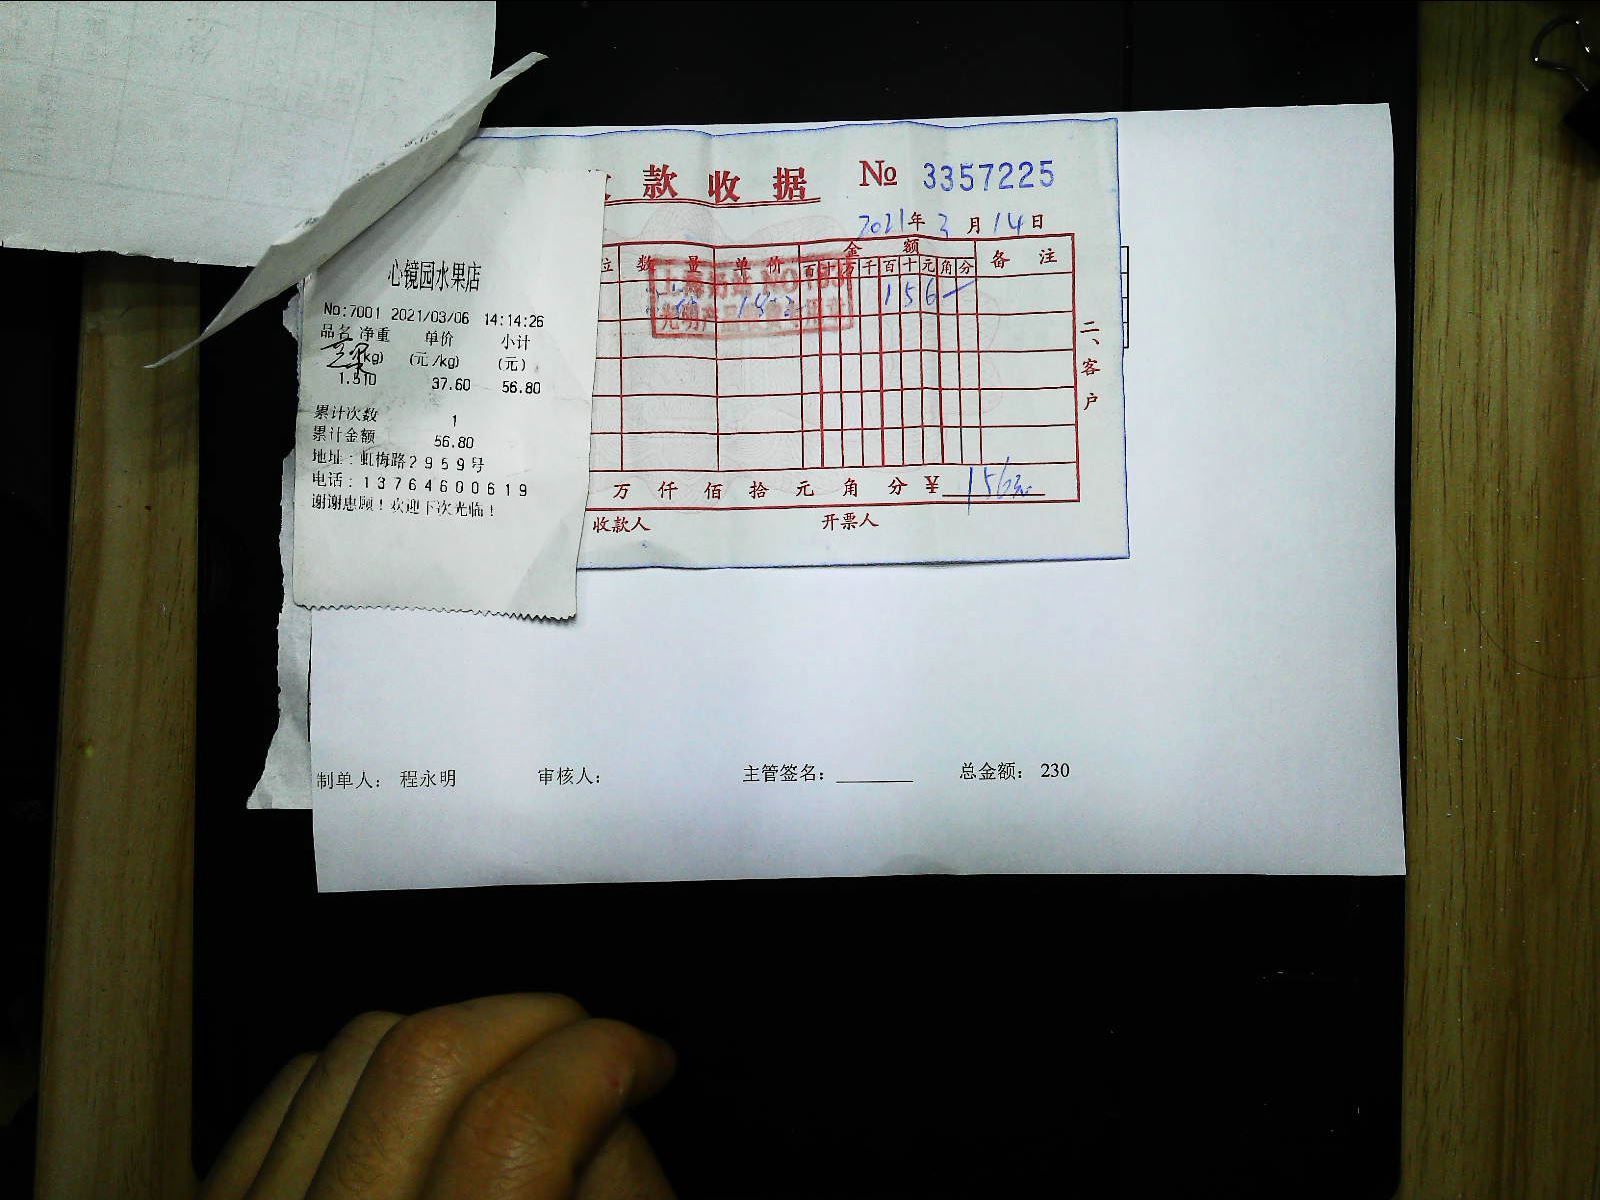 款收据 № 3357225
2021年3月14日
位 数量 单价 金额 备注
百十万千百十元角分
156
二、客户
万仟佰拾元角分 ¥ 156元
收款人 开票人
心镜园水果店
No:7001 2021/03/06 14:14:26
品名 净重 单价 小计
(kg) (元/kg) (元)
1.510 37.60 56.80
累计次数 1
累计金额 56.80
地址：虹梅路2959号
电话：13764600619
谢谢惠顾！欢迎下次光临！
制单人： 程永明 审核人： 主管签名： 总金额： 230